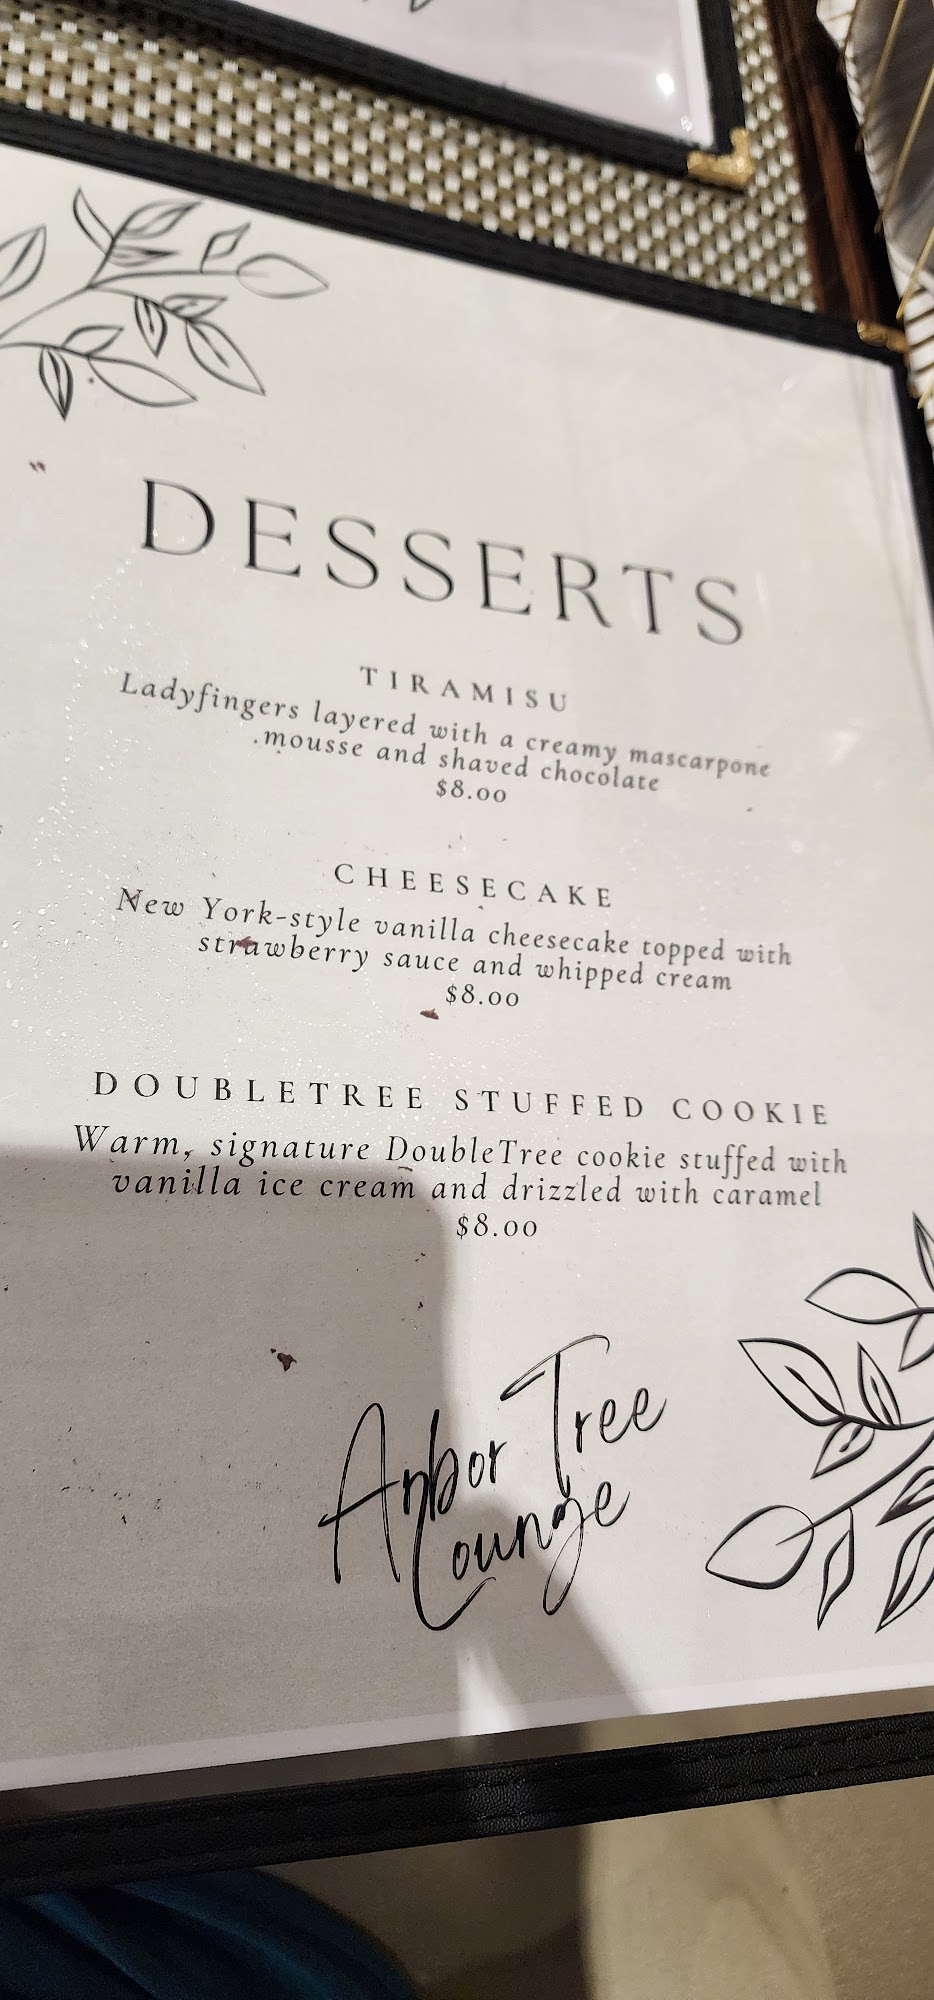 DESSERTS
TIRAMISU
Ladyfingers layered with a creamy mascarpone
mousse and shaved chocolate
$8.00
CHEESECAKE
New York-style vanilla cheesecake topped with
strawberry sauce and whipped cream
$8.00
DOUBLETREE STUFFED COOKIE
Warm, signature DoubleTree cookie stuffed with
vanilla ice cream and drizzled with caramel
$8.00
Arbor Tree
Lounge